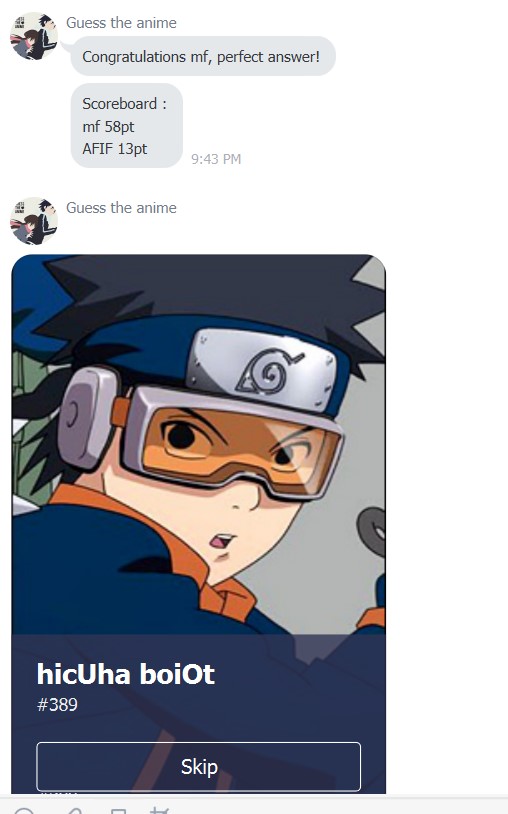 Guess the anime
Congratulations mf, perfect answer!
Scoreboard :
mf 58pt
AFIF 13pt
9:43 PM
Guess the anime
hicUha boiOt
#389
Skip